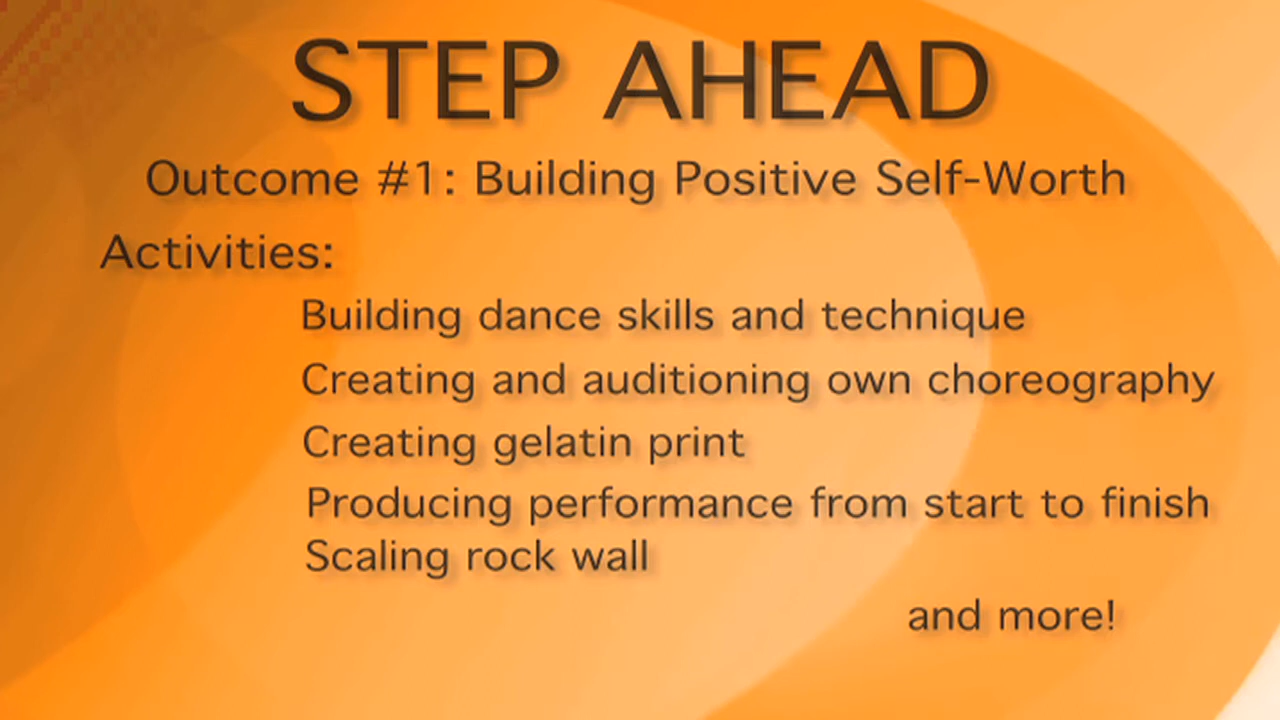 STEP AHEAD
Outcome #1: Building Positive Self-Worth
Activities:
Building dance skills and technique
Creating and auditioning own choreography
Creating gelatin print
Producing performance from start to finish
Scaling rock wall
and more!